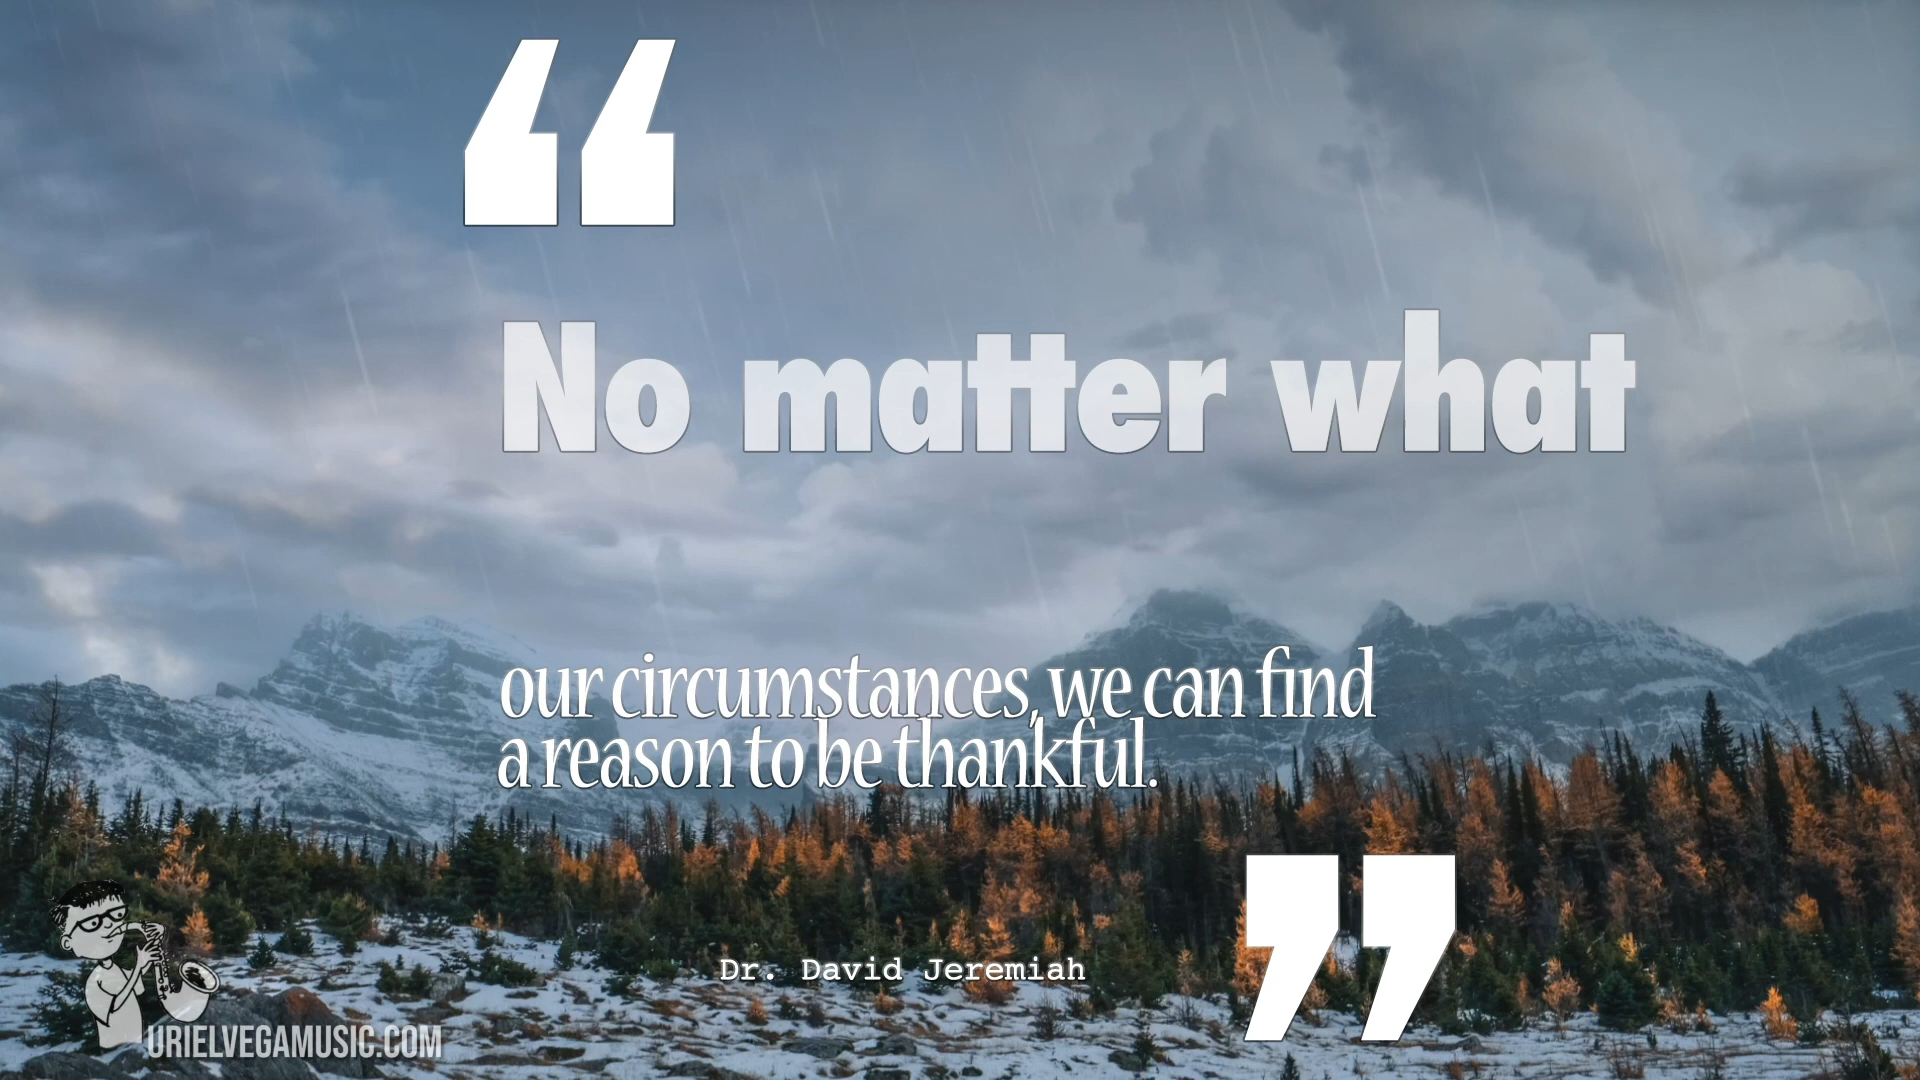 “
No matter what
our circumstances, we can find
a reason to be thankful.
”
Dr. David Jeremiah
URIELVEGAMUSIC.COM